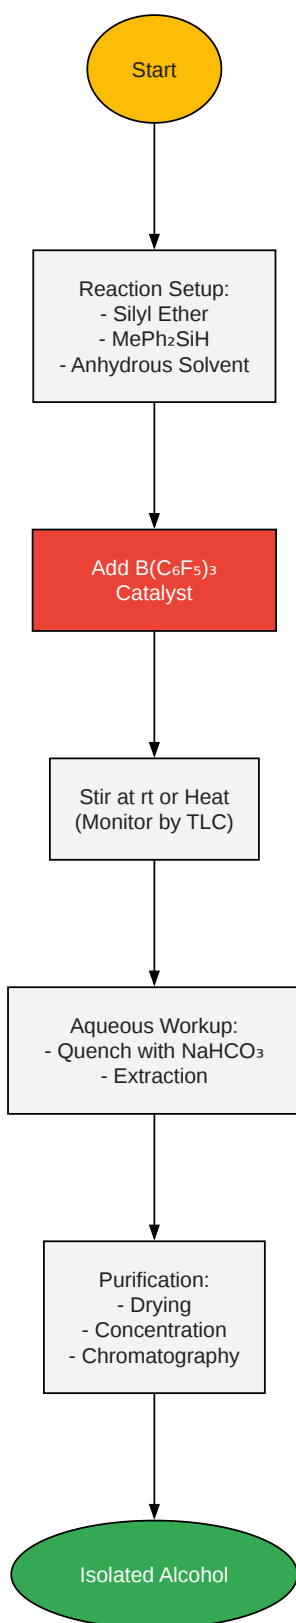 Start
Reaction Setup:
- Silyl Ether
- MePh₂SiH
- Anhydrous Solvent
Add B(C₆F₅)₃
Catalyst
Stir at rt or Heat
(Monitor by TLC)
Aqueous Workup:
- Quench with NaHCO₃
- Extraction
Purification:
- Drying
- Concentration
- Chromatography
Isolated Alcohol